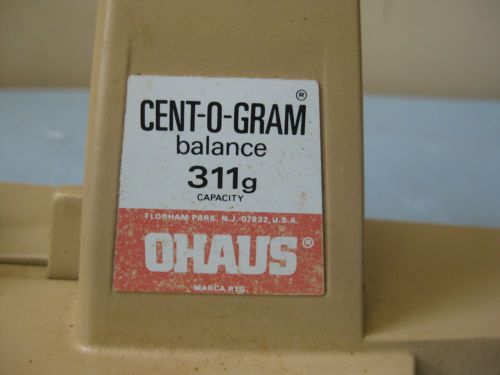 CENT-O-GRAM®
balance
311g
CAPACITY
FLORHAM PARK, N.J. 07932, U.S.A.
OHAUS®
MARCA REG.